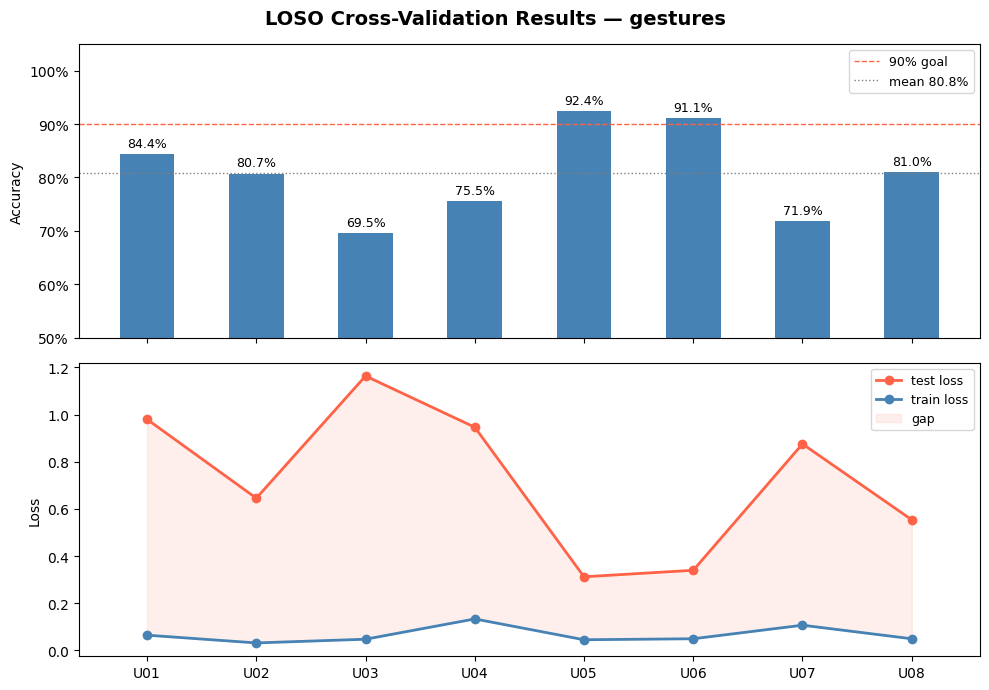 LOSO Cross-Validation Results — gestures
100%
90%
80%
70%
60%
50%
Accuracy
84.4%
80.7%
69.5%
75.5%
92.4%
91.1%
71.9%
81.0%
90% goal
mean 80.8%
1.2
1.0
0.8
0.6
0.4
0.2
0.0
Loss
test loss
train loss
gap
U01 U02 U03 U04 U05 U06 U07 U08